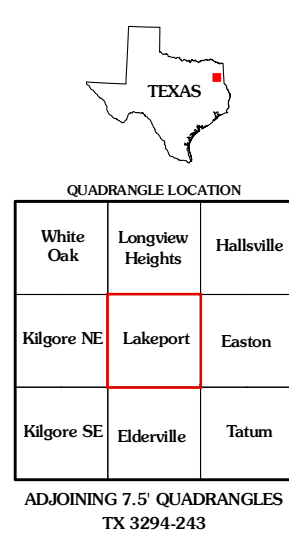 TEXAS
QUADRANGLE LOCATION
White
Oak
Longview
Heights
Hallsville
Kilgore NE
Lakeport
Easton
Kilgore SE
Elderville
Tatum
ADJOINING 7.5' QUADRANGLES
TX 3294-243